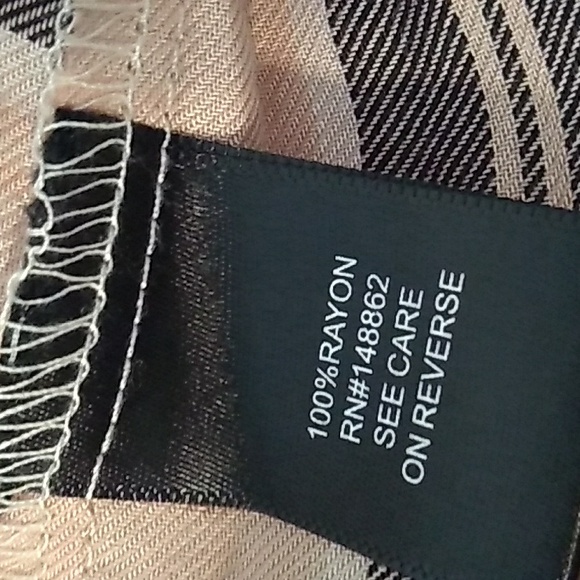 100%RAYON
RN#148862
SEE CARE
ON REVERSE